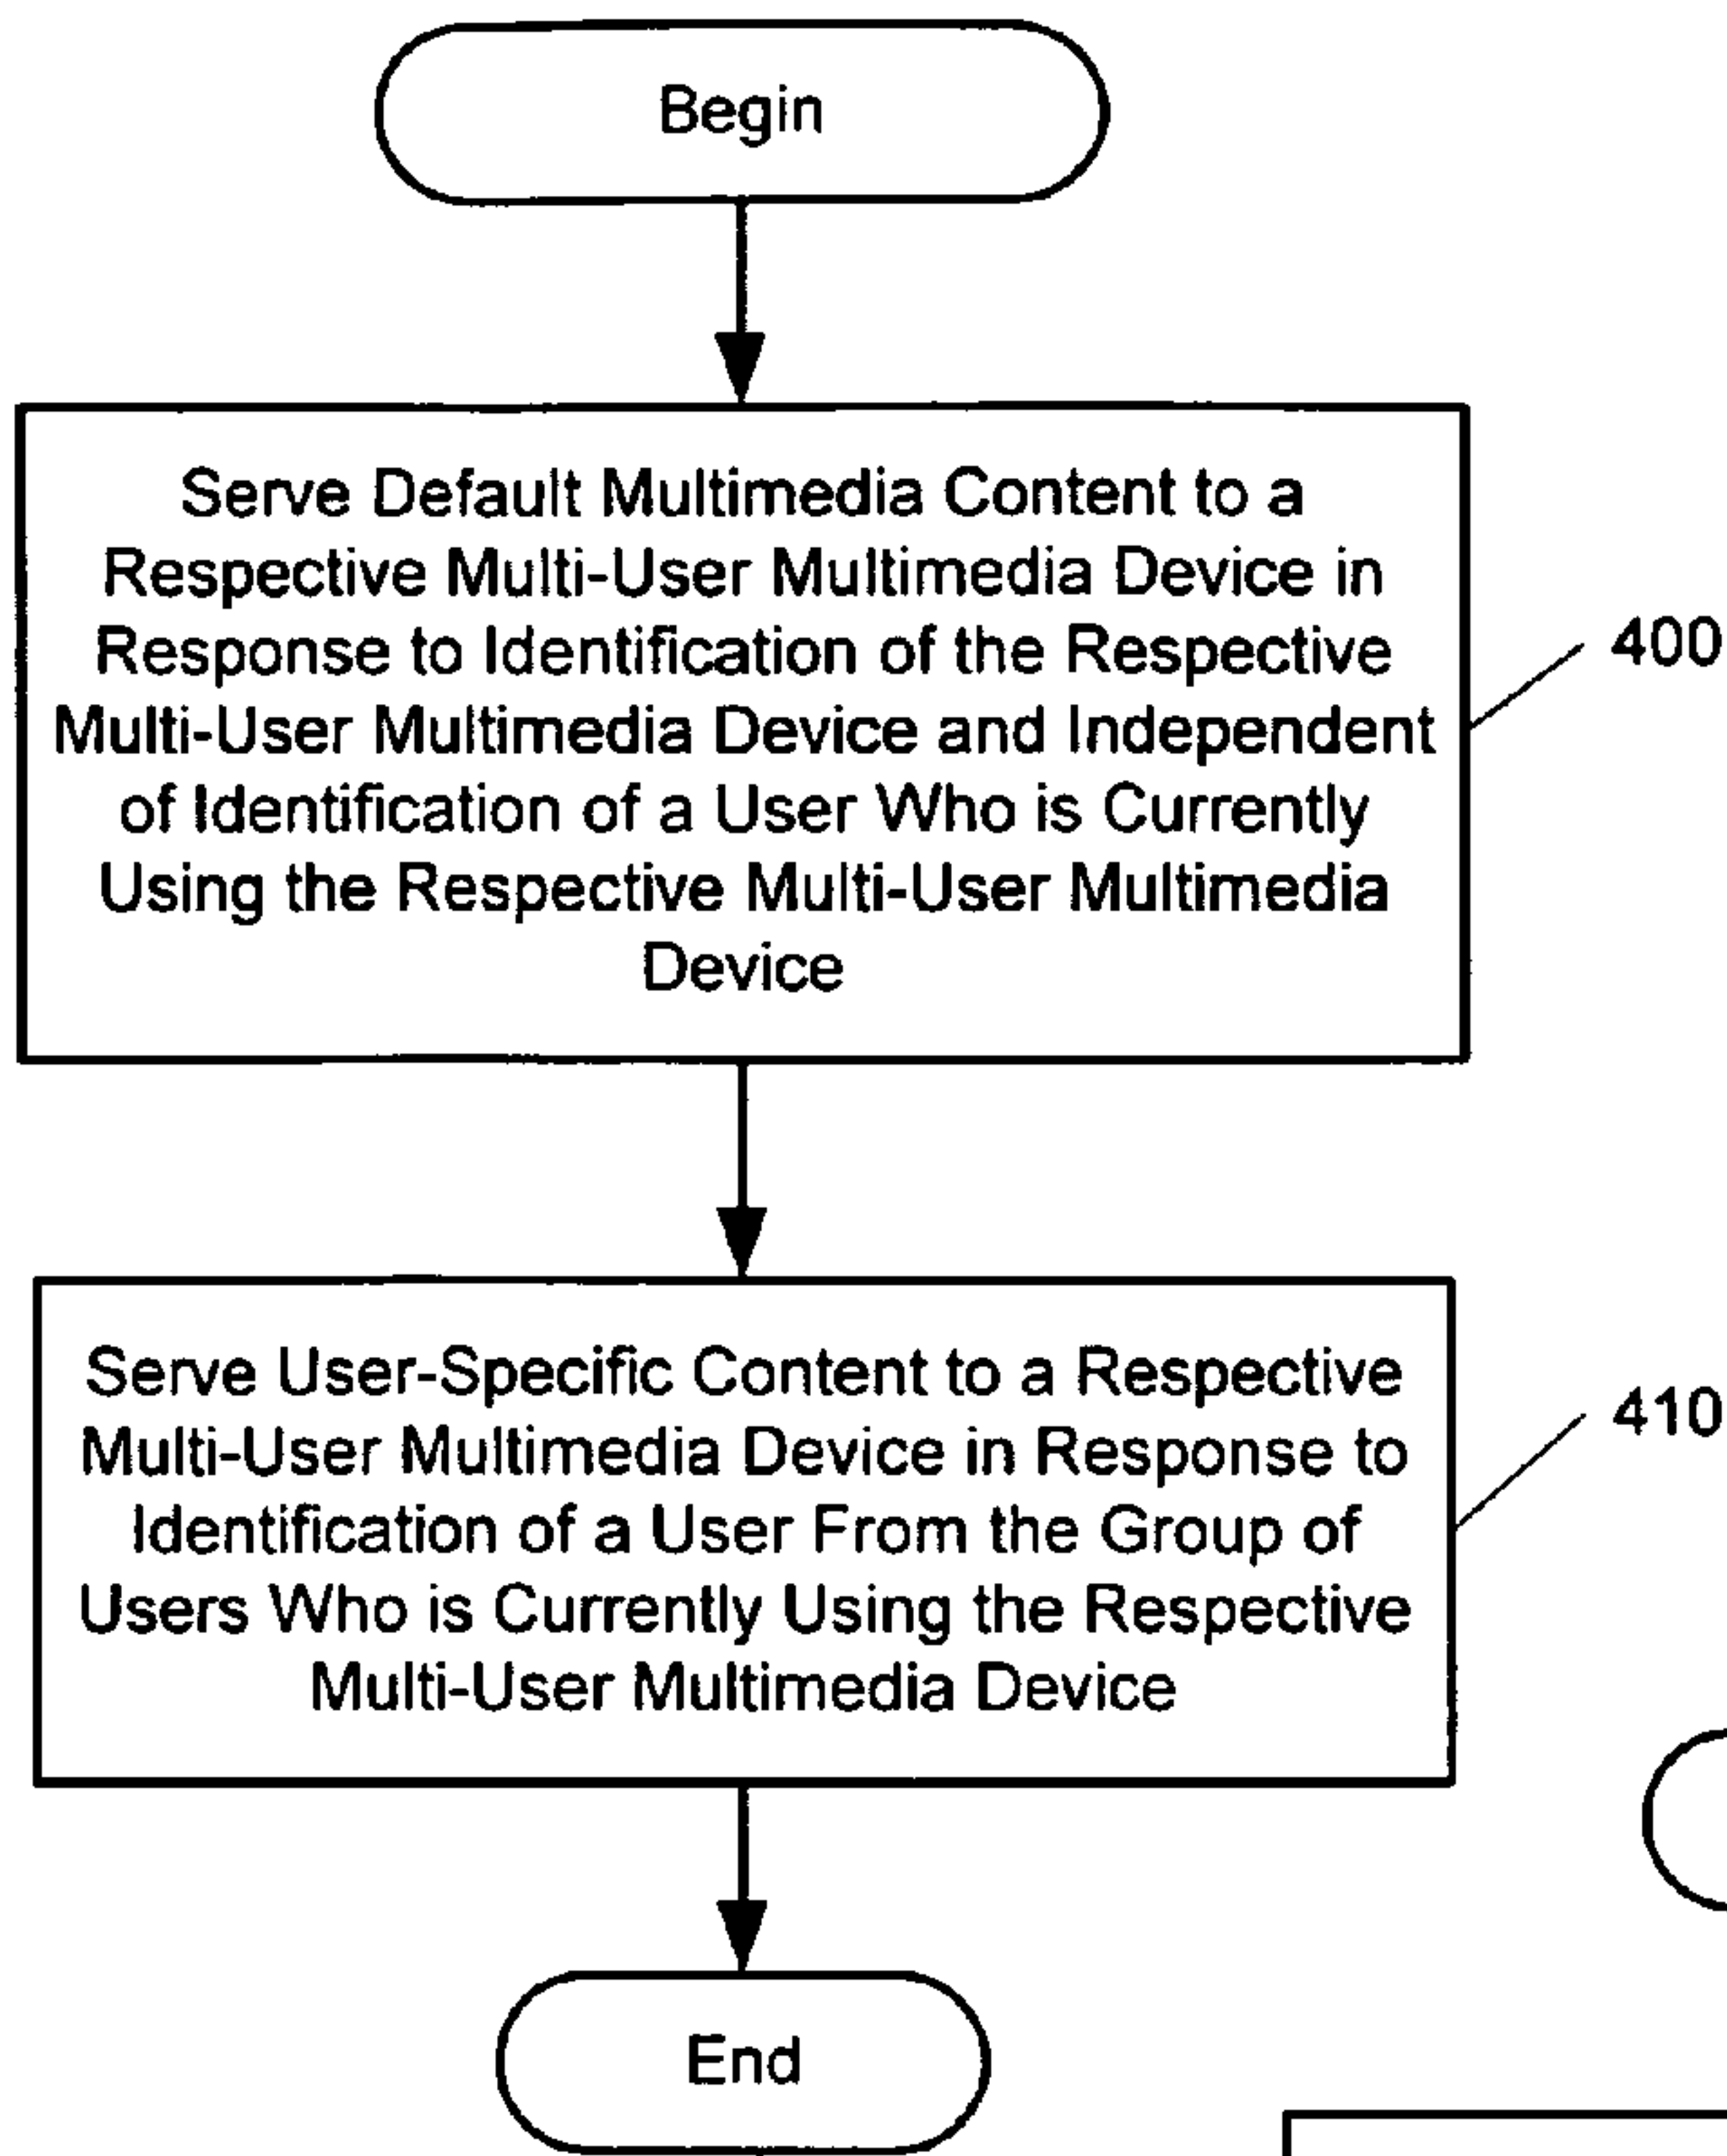 Begin
Serve Default Multimedia Content to a
Respective Multi-User Multimedia Device in
Response to Identification of the Respective
Multi-User Multimedia Device and Independent
of Identification of a User Who is Currently
Using the Respective Multi-User Multimedia
Device
400
Serve User-Specific Content to a Respective
Multi-User Multimedia Device in Response to
Identification of a User From the Group of
Users Who is Currently Using the Respective
Multi-User Multimedia Device
410
End